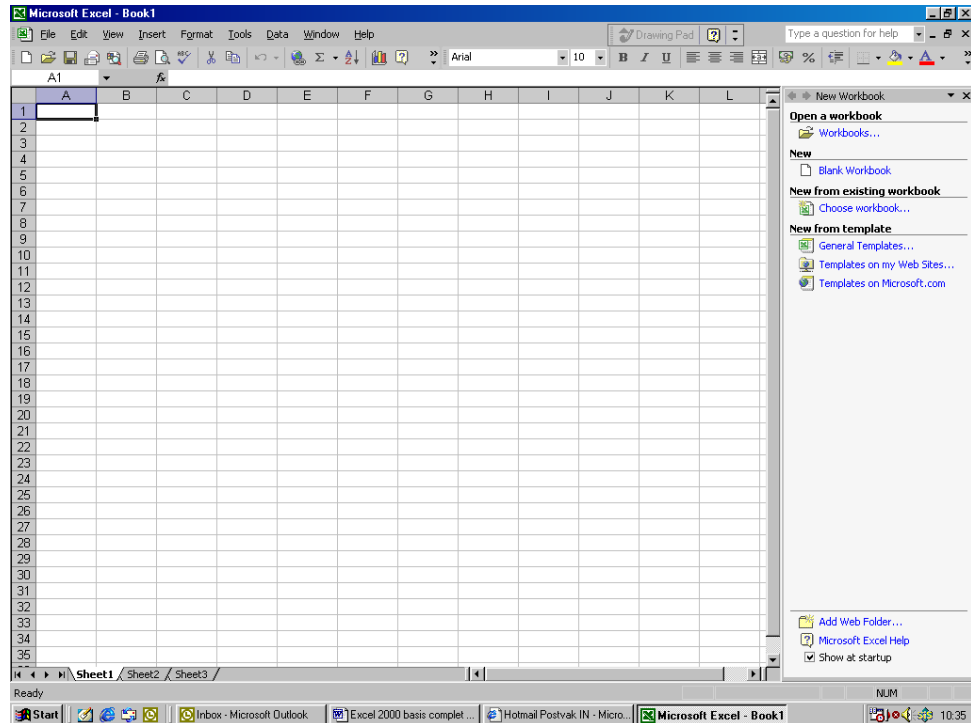 Microsoft Excel - Book1
File Edit View Insert Format Tools Data Window Help Drawing Pad Type a question for help
Arial 10 B I U %
A1 fx
A B C D E F G H I J K L
New Workbook
Open a workbook
Workbooks...
New
Blank Workbook
New from existing workbook
Choose workbook...
New from template
General Templates...
Templates on my Web Sites...
Templates on Microsoft.com
1
2
3
4
5
6
7
8
9
10
11
12
13
14
15
16
17
18
19
20
21
22
23
24
25
26
27
28
29
30
31
32
33
34
35
Add Web Folder...
Microsoft Excel Help
Show at startup
Sheet1 Sheet2 Sheet3
Ready NUM
Start Inbox - Microsoft Outlook Excel 2000 basis complet ... Hotmail Postvak IN - Micro... Microsoft Excel - Book1 10:35